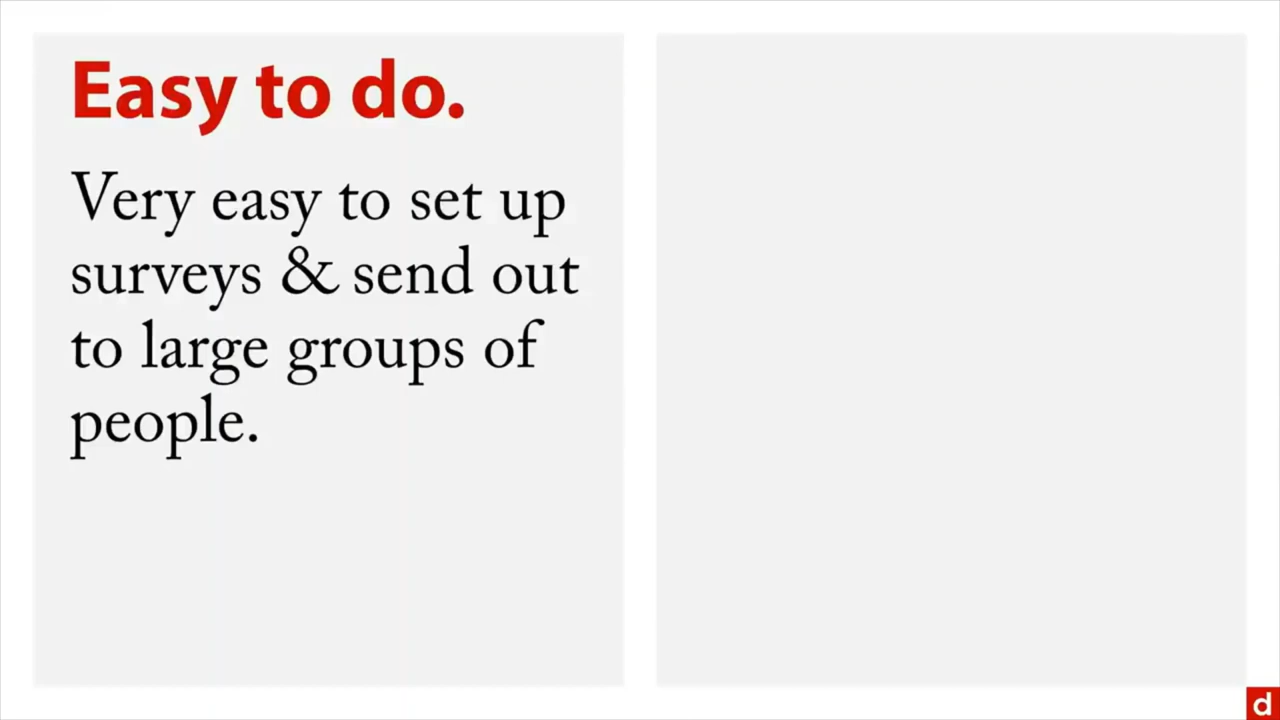 Easy to do.
Very easy to set up
surveys & send out
to large groups of
people.
d